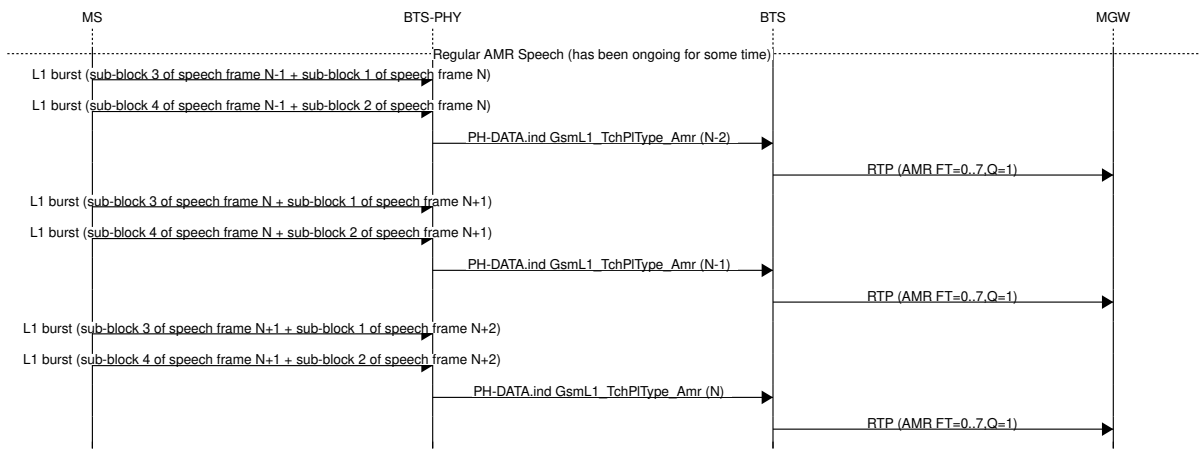 MS BTS-PHY BTS MGW
Regular AMR Speech (has been ongoing for some time)
L1 burst (sub-block 3 of speech frame N-1 + sub-block 1 of speech frame N)
L1 burst (sub-block 4 of speech frame N-1 + sub-block 2 of speech frame N)
PH-DATA.ind GsmL1_TchPlType_Amr (N-2)
RTP (AMR FT=0..7,Q=1)
L1 burst (sub-block 3 of speech frame N + sub-block 1 of speech frame N+1)
L1 burst (sub-block 4 of speech frame N + sub-block 2 of speech frame N+1)
PH-DATA.ind GsmL1_TchPlType_Amr (N-1)
RTP (AMR FT=0..7,Q=1)
L1 burst (sub-block 3 of speech frame N+1 + sub-block 1 of speech frame N+2)
L1 burst (sub-block 4 of speech frame N+1 + sub-block 2 of speech frame N+2)
PH-DATA.ind GsmL1_TchPlType_Amr (N)
RTP (AMR FT=0..7,Q=1)